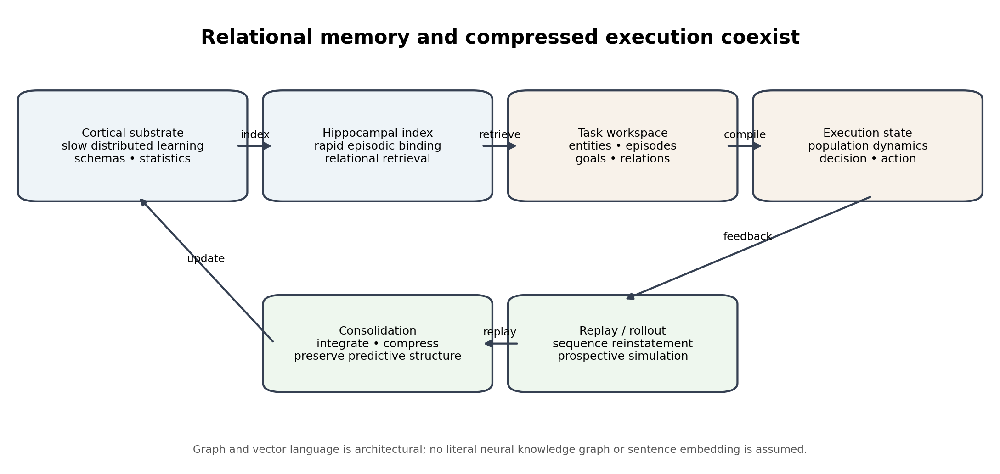 Relational memory and compressed execution coexist
Cortical substrate
slow distributed learning
schemas • statistics
index
Hippocampal index
rapid episodic binding
relational retrieval
retrieve
Task workspace
entities • episodes
goals • relations
compile
Execution state
population dynamics
decision • action
feedback
update
Consolidation
integrate • compress
preserve predictive structure
replay
Replay / rollout
sequence reinstatement
prospective simulation
Graph and vector language is architectural; no literal neural knowledge graph or sentence embedding is assumed.